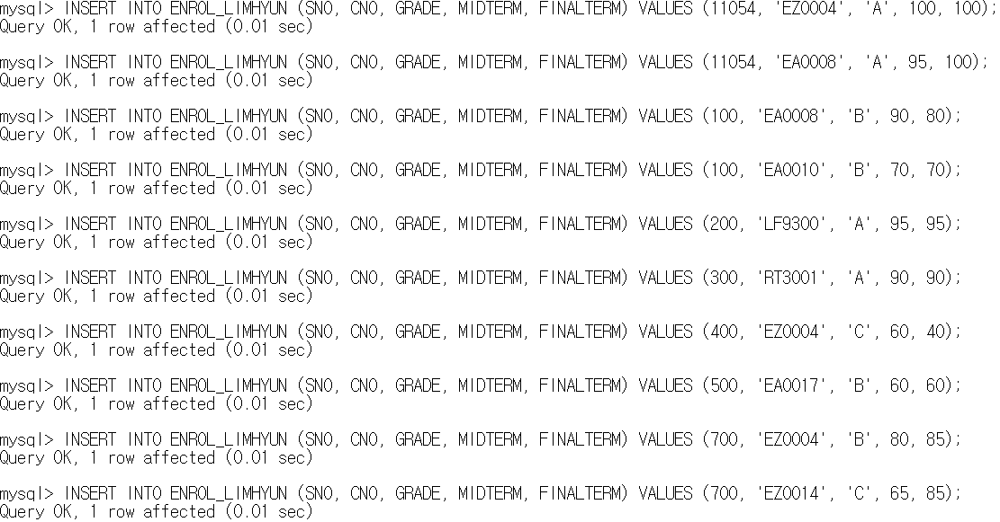 mysql> INSERT INTO ENROL_LIMHYUN (SNO, CNO, GRADE, MIDTERM, FINALTERM) VALUES (11054, 'EZ0004', 'A', 100, 100);
Query OK, 1 row affected (0.01 sec)
mysql> INSERT INTO ENROL_LIMHYUN (SNO, CNO, GRADE, MIDTERM, FINALTERM) VALUES (11054, 'EA0008', 'A', 95, 100);
Query OK, 1 row affected (0.01 sec)
mysql> INSERT INTO ENROL_LIMHYUN (SNO, CNO, GRADE, MIDTERM, FINALTERM) VALUES (100, 'EA0008', 'B', 90, 80);
Query OK, 1 row affected (0.01 sec)
mysql> INSERT INTO ENROL_LIMHYUN (SNO, CNO, GRADE, MIDTERM, FINALTERM) VALUES (100, 'EA0010', 'B', 70, 70);
Query OK, 1 row affected (0.01 sec)
mysql> INSERT INTO ENROL_LIMHYUN (SNO, CNO, GRADE, MIDTERM, FINALTERM) VALUES (200, 'LF9300', 'A', 95, 95);
Query OK, 1 row affected (0.01 sec)
mysql> INSERT INTO ENROL_LIMHYUN (SNO, CNO, GRADE, MIDTERM, FINALTERM) VALUES (300, 'RT3001', 'A', 90, 90);
Query OK, 1 row affected (0.01 sec)
mysql> INSERT INTO ENROL_LIMHYUN (SNO, CNO, GRADE, MIDTERM, FINALTERM) VALUES (400, 'EZ0004', 'C', 60, 40);
Query OK, 1 row affected (0.01 sec)
mysql> INSERT INTO ENROL_LIMHYUN (SNO, CNO, GRADE, MIDTERM, FINALTERM) VALUES (500, 'EA0017', 'B', 60, 60);
Query OK, 1 row affected (0.01 sec)
mysql> INSERT INTO ENROL_LIMHYUN (SNO, CNO, GRADE, MIDTERM, FINALTERM) VALUES (700, 'EZ0004', 'B', 80, 85);
Query OK, 1 row affected (0.01 sec)
mysql> INSERT INTO ENROL_LIMHYUN (SNO, CNO, GRADE, MIDTERM, FINALTERM) VALUES (700, 'EZ0014', 'C', 65, 85);
Query OK, 1 row affected (0.01 sec)